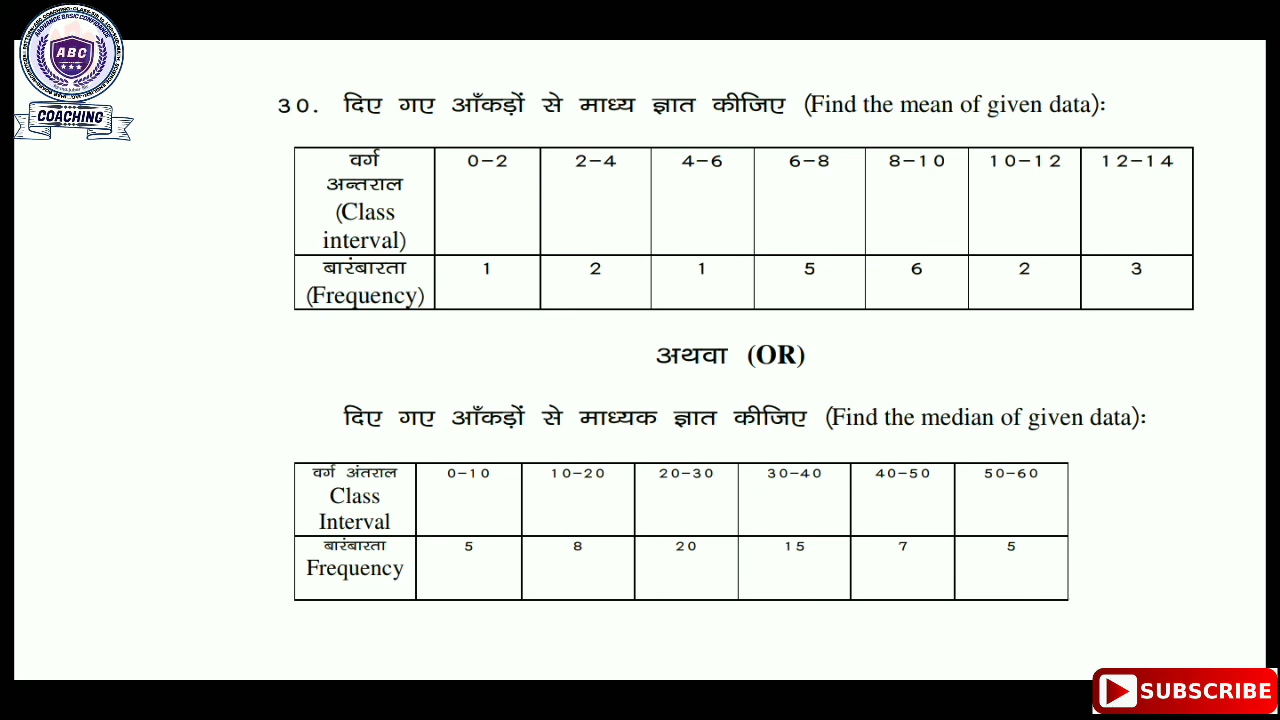 ABC
COACHING
30. दिए गए आँकड़ों से माध्य ज्ञात कीजिए (Find the mean of given data):
वर्ग अन्तराल (Class interval) 0-2 2-4 4-6 6-8 8-10 10-12 12-14
बारंबारता (Frequency) 1 2 1 5 6 2 3
अथवा (OR)
दिए गए आँकड़ों से माध्यक ज्ञात कीजिए (Find the median of given data):
वर्ग अंतराल Class Interval 0-10 10-20 20-30 30-40 40-50 50-60
बारंबारता Frequency 5 8 20 15 7 5
SUBSCRIBE